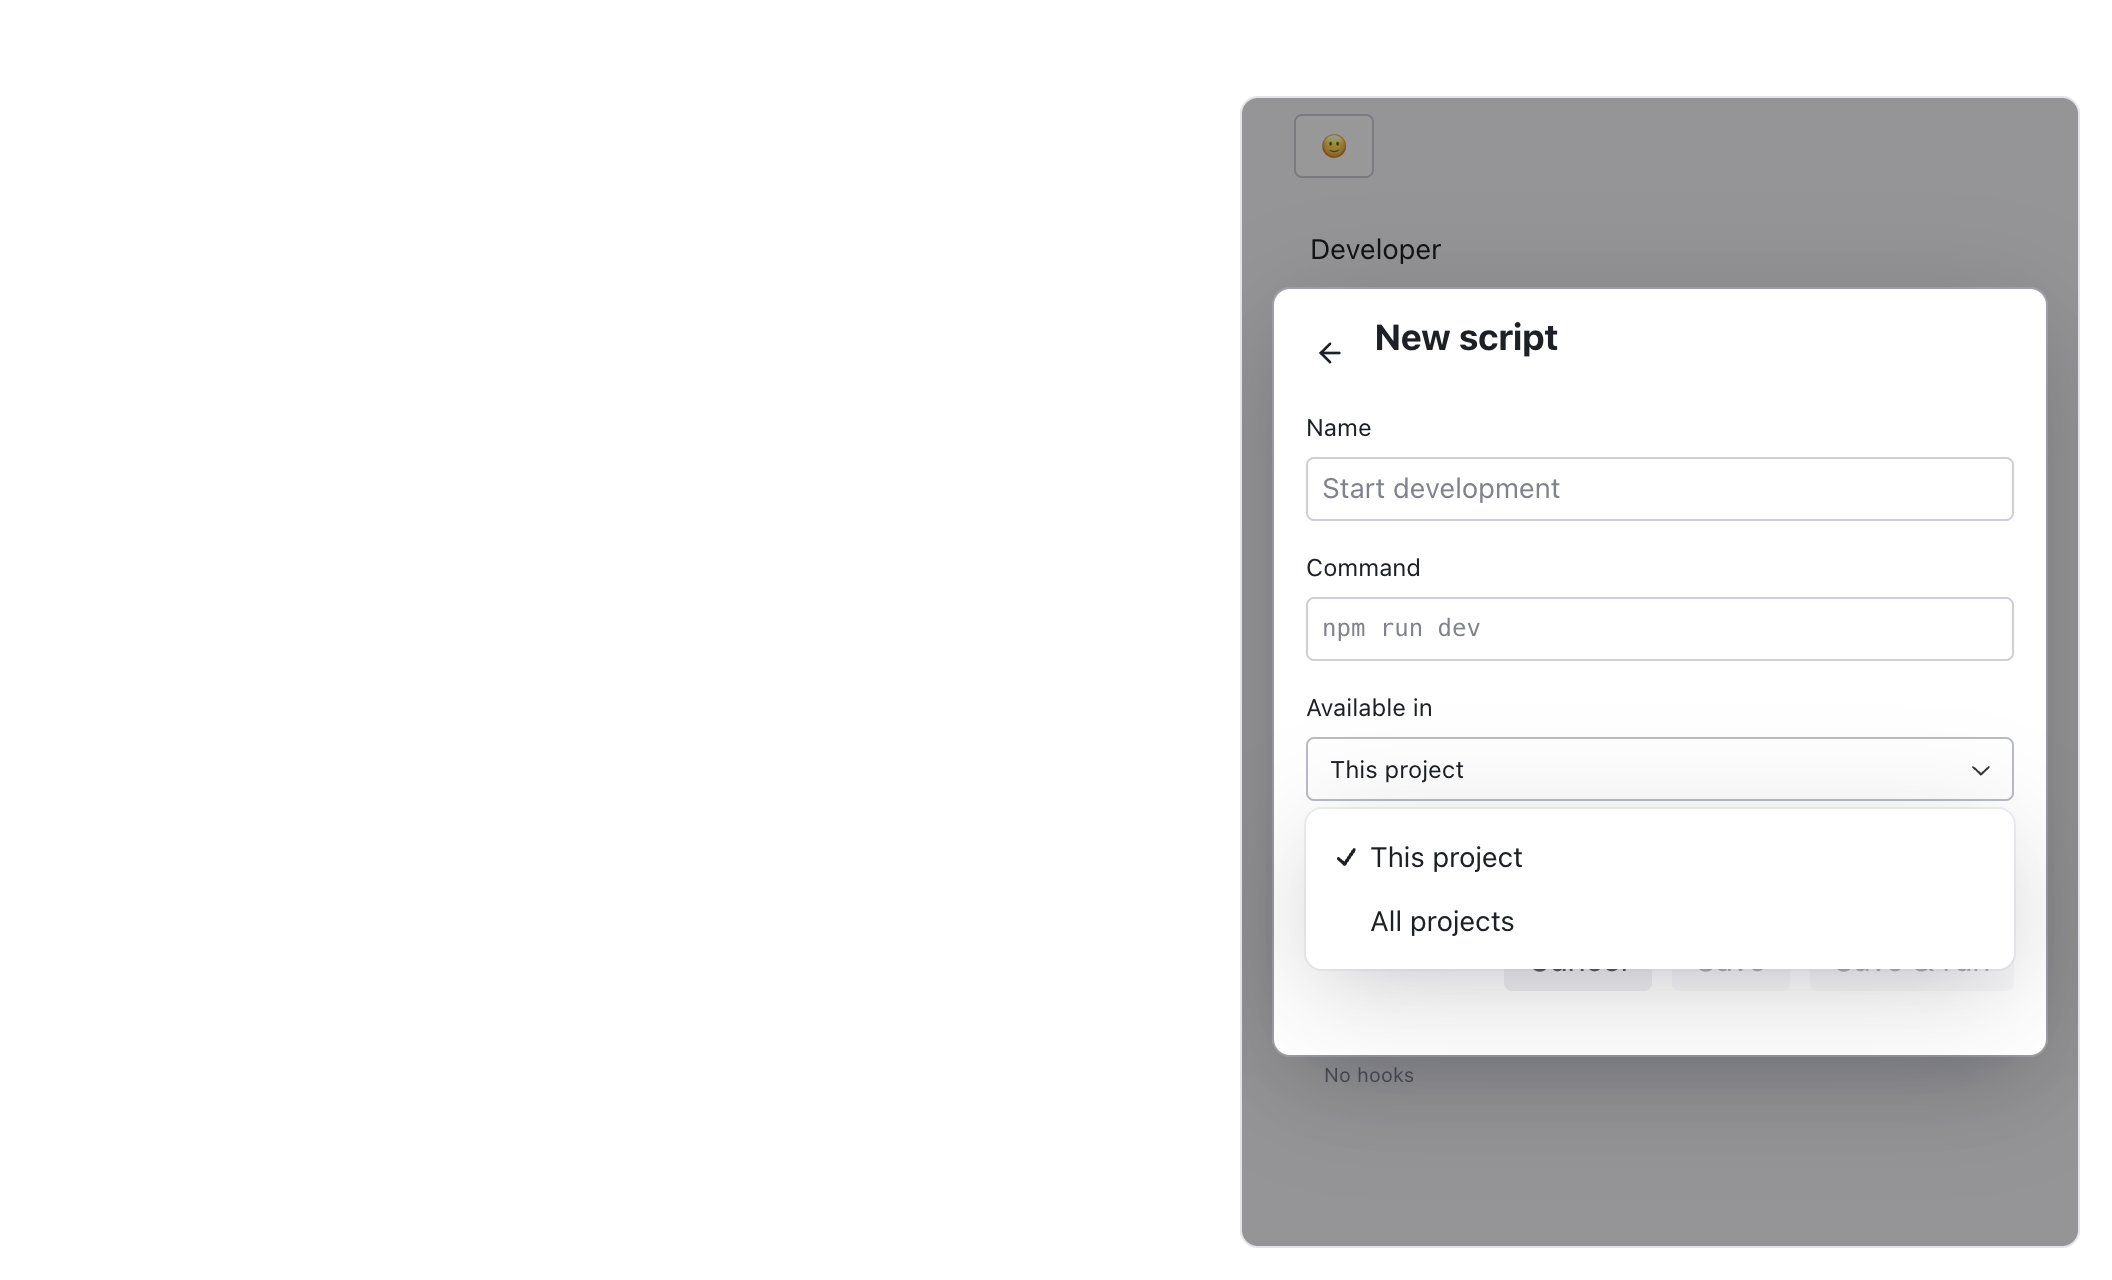 Developer
New script
Name
Start development
Command
npm run dev
Available in
This project
This project
All projects
No hooks